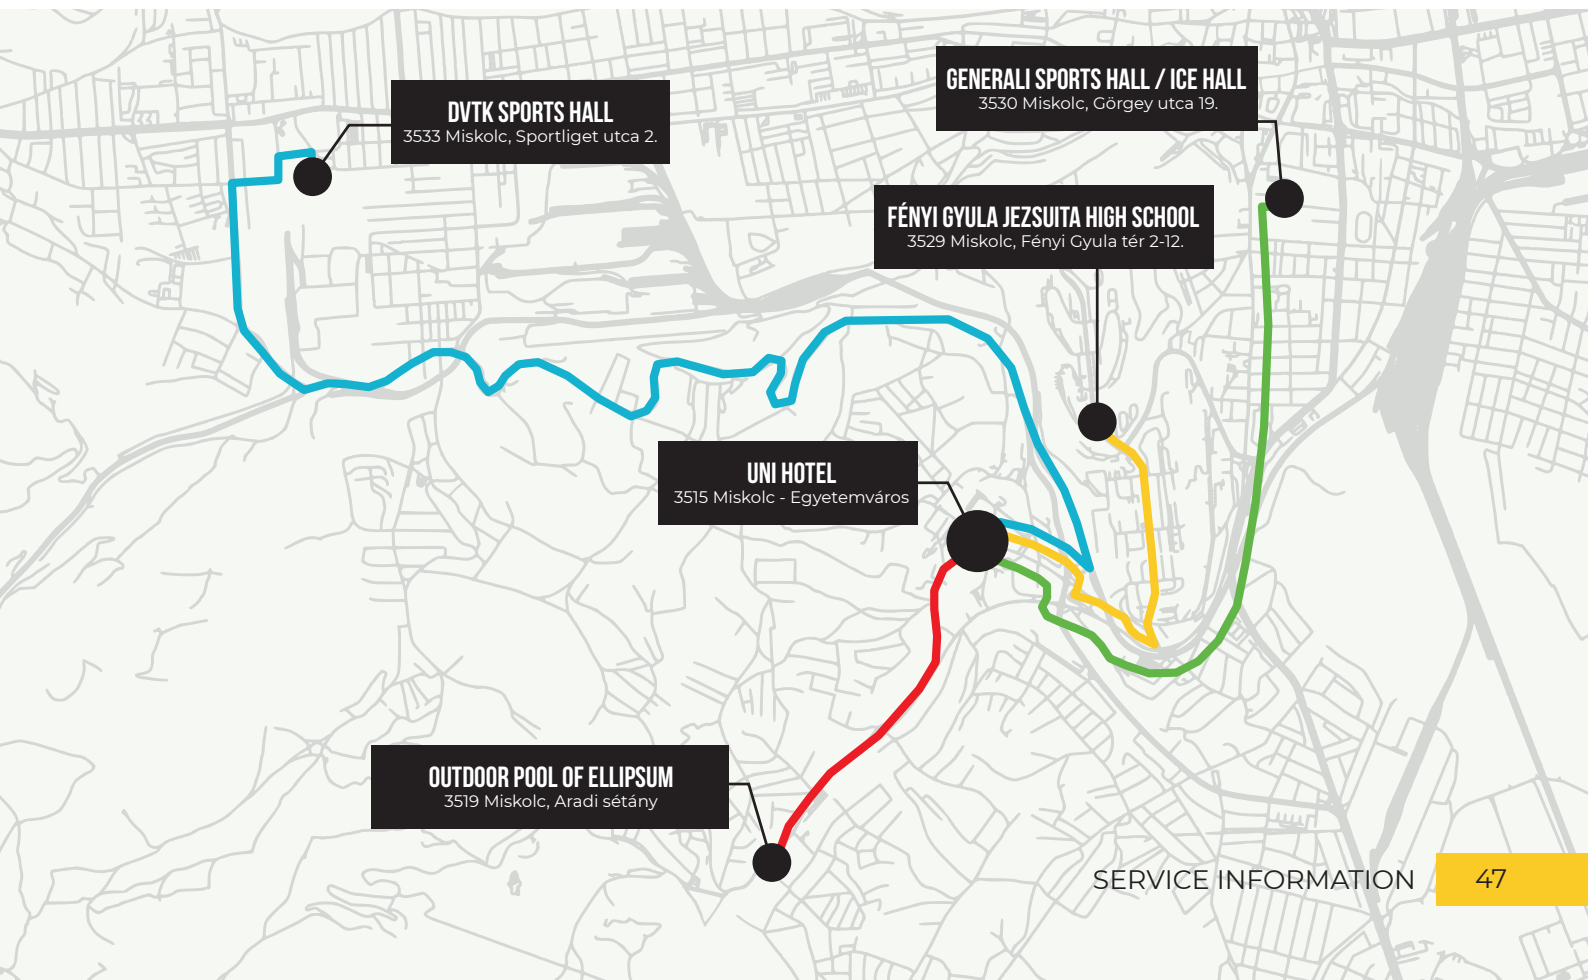 DVTK SPORTS HALL
3533 Miskolc, Sportliget utca 2.
GENERALI SPORTS HALL / ICE HALL
3530 Miskolc, Görgey utca 19.
FÉNYI GYULA JEZSUITA HIGH SCHOOL
3529 Miskolc, Fényi Gyula tér 2-12.
UNI HOTEL
3515 Miskolc - Egyetemváros
OUTDOOR POOL OF ELLIPSUM
3519 Miskolc, Aradi sétány
SERVICE INFORMATION 47